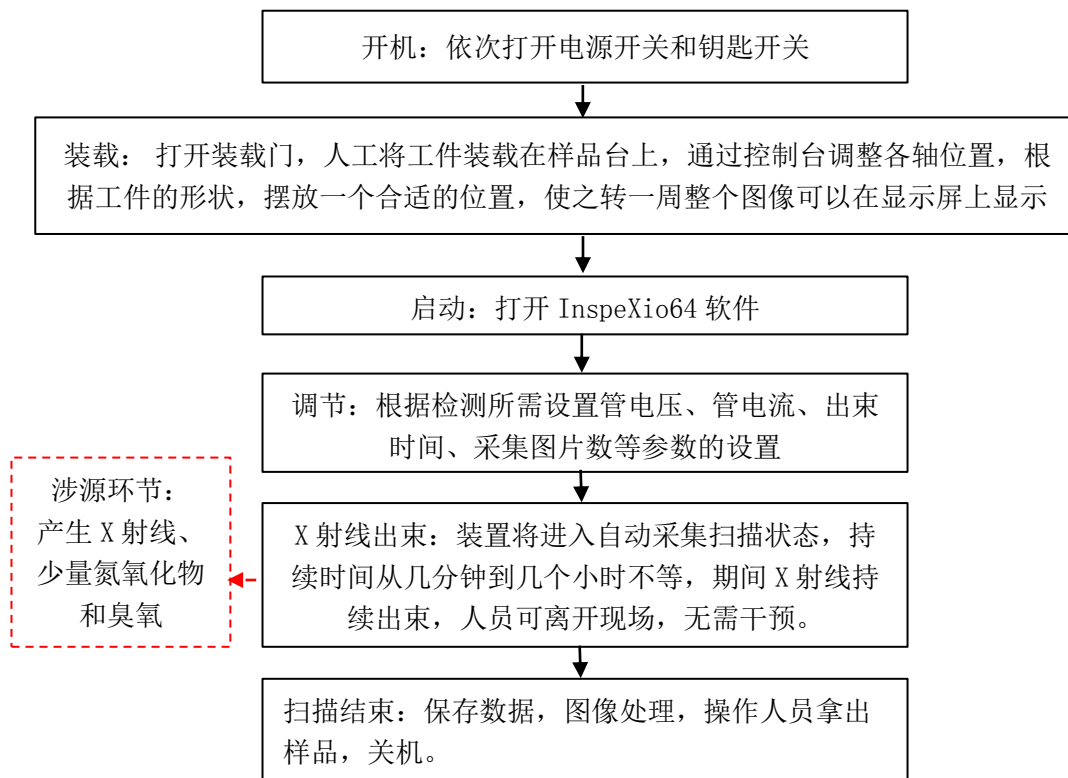 开机：依次打开电源开关和钥匙开关
装载： 打开装载门，人工将工件装载在样品台上，通过控制台调整各轴位置，根
据工件的形状，摆放一个合适的位置，使之转一周整个图像可以在显示屏上显示
启动：打开 InspeXio64 软件
调节：根据检测所需设置管电压、管电流、出束
时间、采集图片数等参数的设置
涉源环节：
产生 X 射线、
少量氮氧化物
和臭氧
X 射线出束：装置将进入自动采集扫描状态，持
续时间从几分钟到几个小时不等，期间 X 射线持
续出束，人员可离开现场，无需干预。
扫描结束：保存数据，图像处理，操作人员拿出
样品，关机。